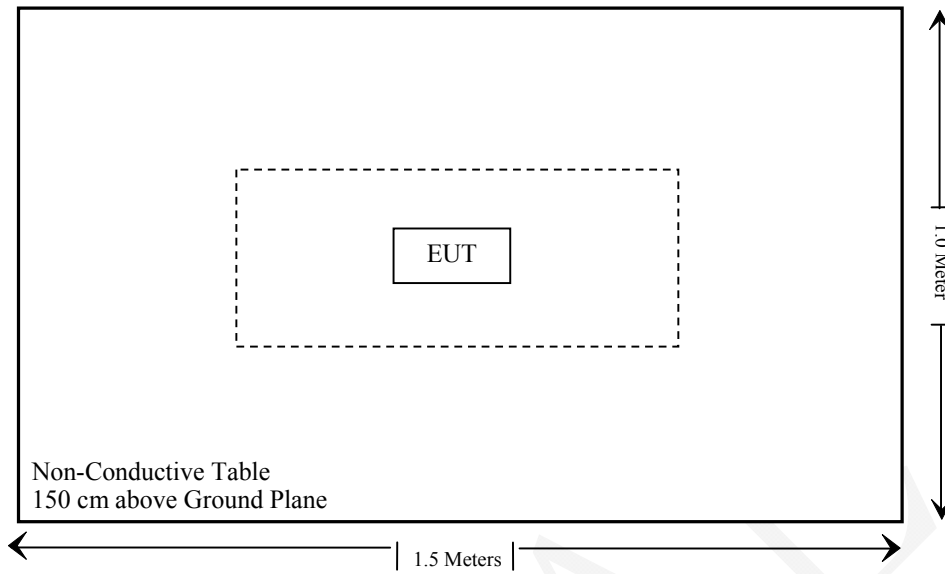 EUT
1.0 Meter
Non-Conductive Table
150 cm above Ground Plane
1.5 Meters